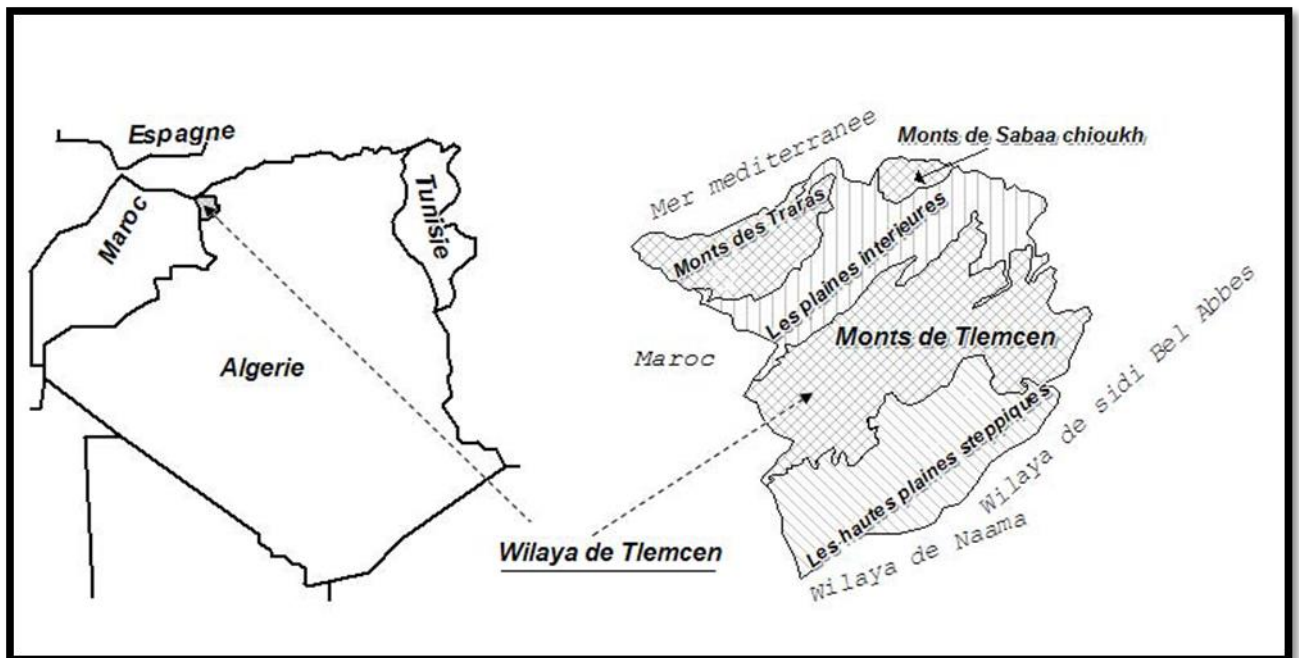 Espagne
Maroc
Tunisie
Algerie
Wilaya de Tlemcen
Mer mediterranee
Monts de Sabaa chioukh
Monts des Traras
Les plaines interieures
Maroc
Monts de Tlemcen
Les hautes plaines steppiques
Wilaya de sidi Bel Abbes
Wilaya de Naama